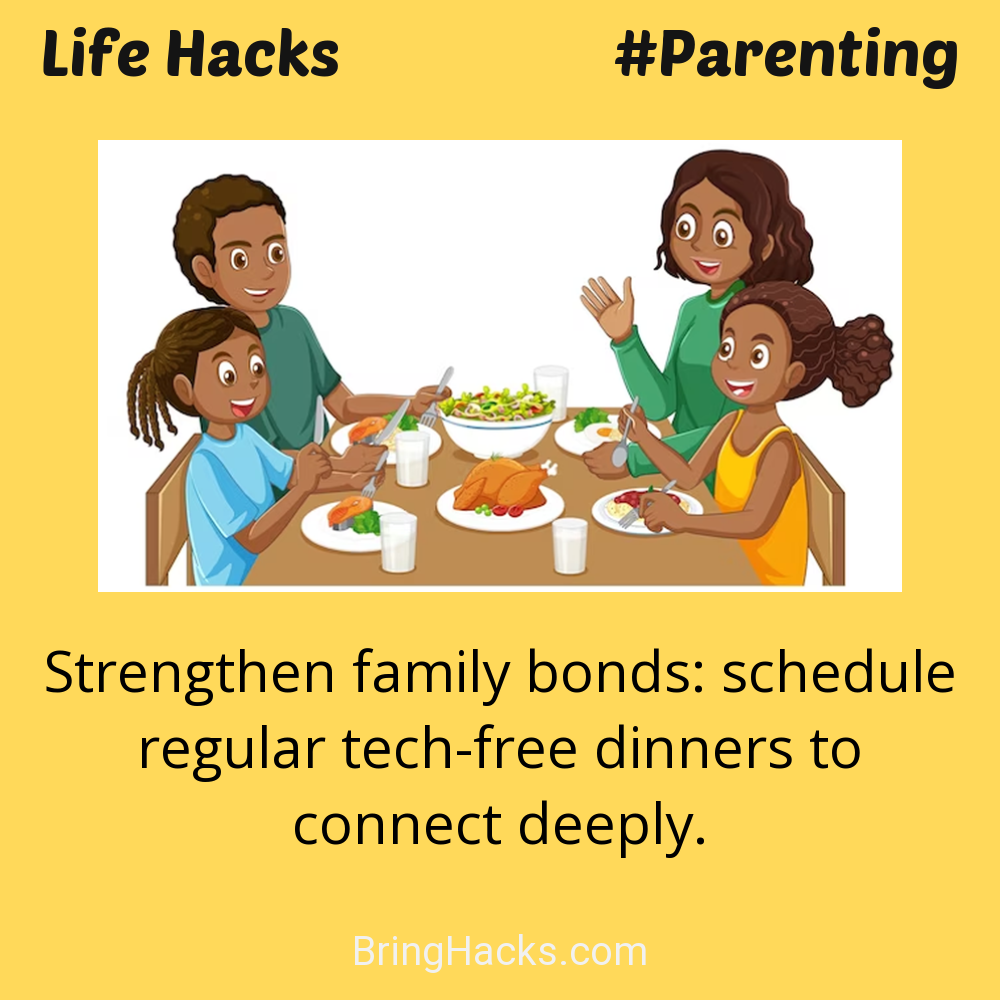 Life Hacks
#Parenting
Strengthen family bonds: schedule
regular tech-free dinners to
connect deeply.
BringHacks.com